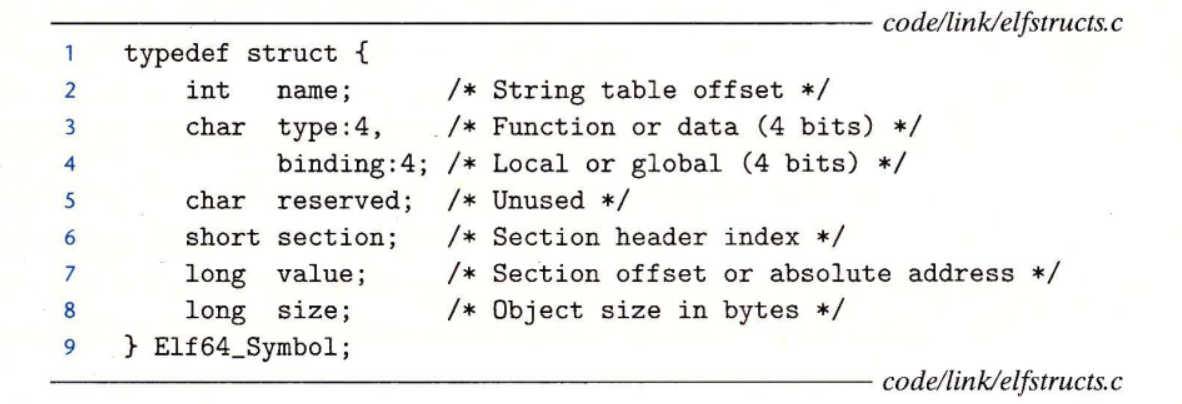 code/link/elfstructs.c
1 typedef struct {
2 int name; /* String table offset */
3 char type:4, /* Function or data (4 bits) */
4 binding:4; /* Local or global (4 bits) */
5 char reserved; /* Unused */
6 short section; /* Section header index */
7 long value; /* Section offset or absolute address */
8 long size; /* Object size in bytes */
9 } Elf64_Symbol;
code/link/elfstructs.c